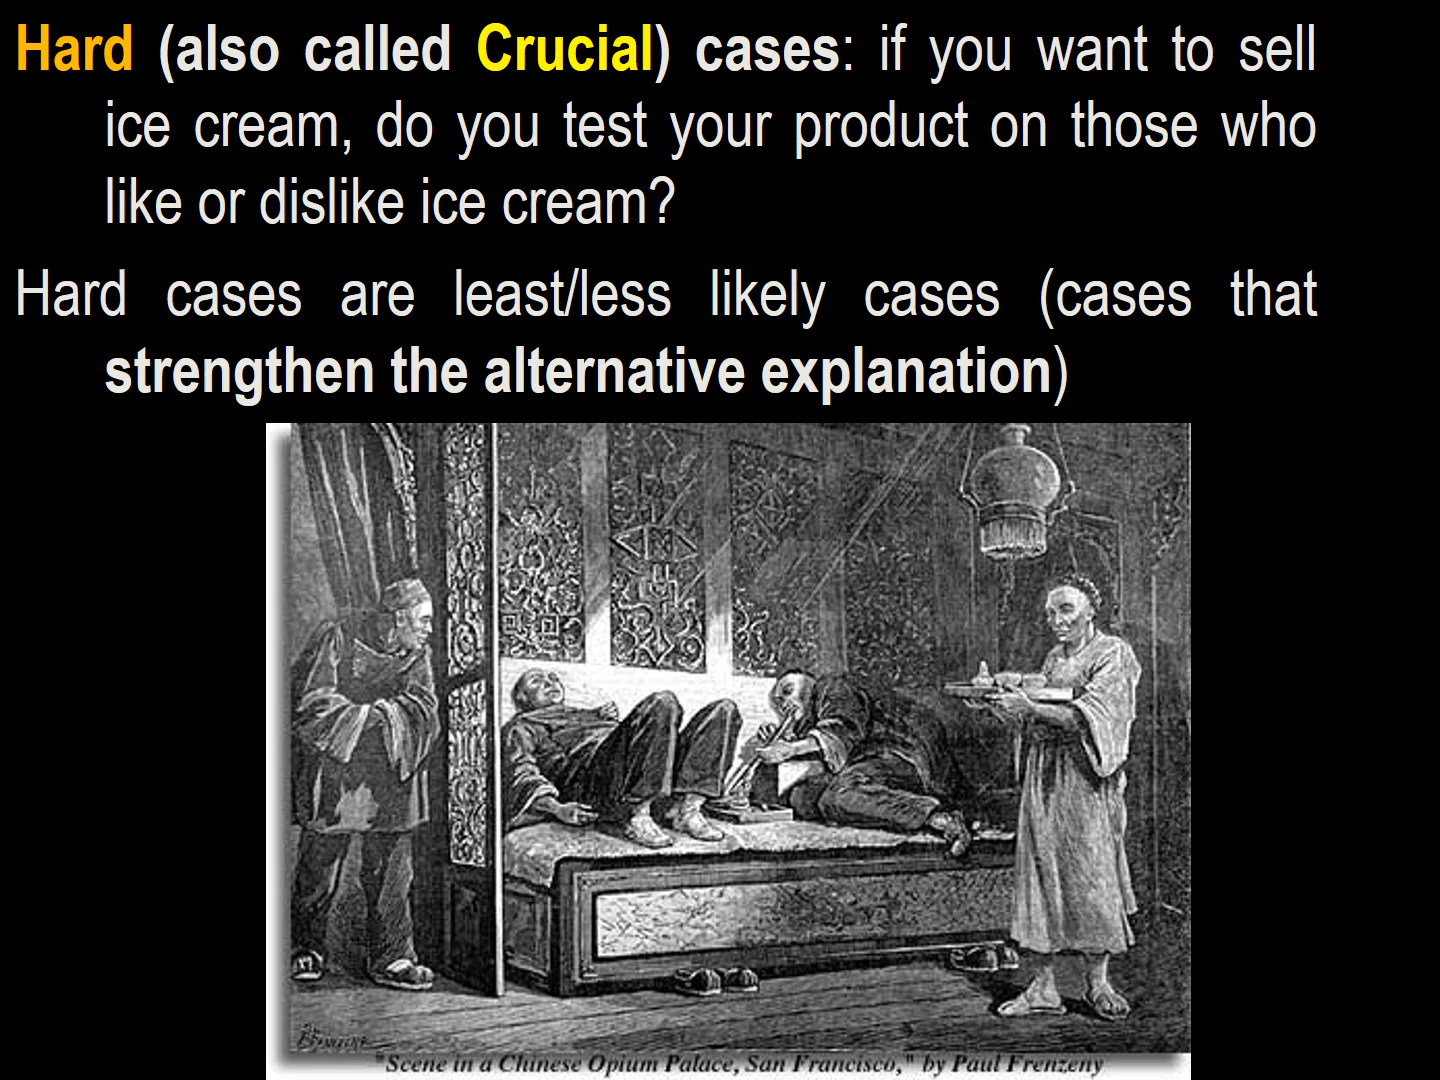 Hard (also called Crucial) cases: if you want to sell
ice cream, do you test your product on those who
like or dislike ice cream?
Hard cases are least/less likely cases (cases that
strengthen the alternative explanation)
"Scene in a Chinese Opium Palace, San Francisco," by Paul Frenzeny